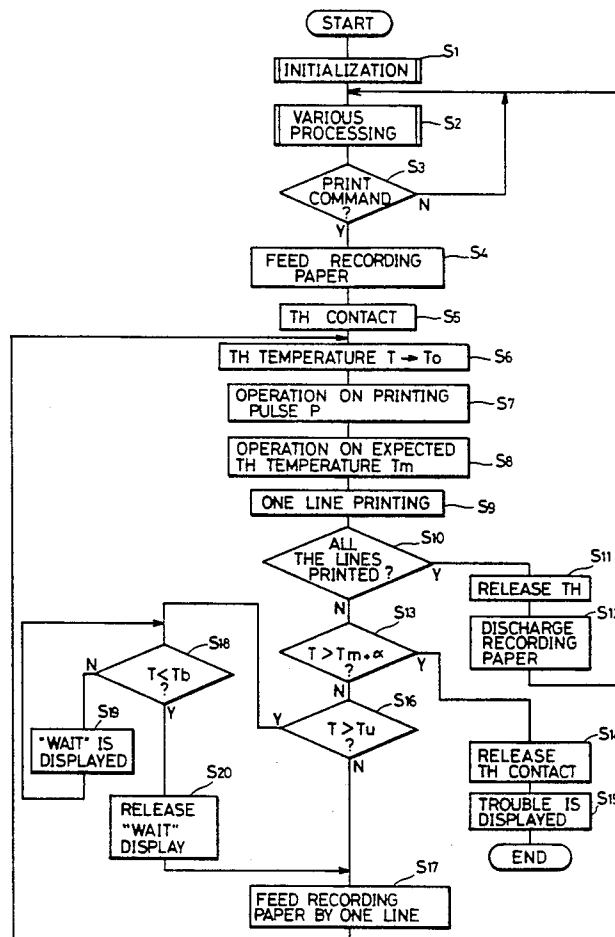 START
INITIALIZATION
S1
VARIOUS
PROCESSING
S2
PRINT
COMMAND
?
S3
N
Y
FEED RECORDING
PAPER
S4
TH CONTACT
S5
TH TEMPERATURE T → To
S6
OPERATION ON PRINTING
PULSE P
S7
OPERATION ON EXPECTED
TH TEMPERATURE Tm
S8
ONE LINE PRINTING
S9
ALL
THE LINES
PRINTED ?
S10
Y
N
RELEASE TH
S11
DISCHARGE
RECORDING
PAPER
S12
T > Tm + α
?
S13
Y
N
RELEASE
TH CONTACT
S14
TROUBLE IS
DISPLAYED
S15
END
T > Tu
?
S16
Y
N
T < Tb
?
S18
N
Y
"WAIT" IS
DISPLAYED
S19
RELEASE
"WAIT"
DISPLAY
S20
FEED RECORDING
PAPER BY ONE LINE
S17